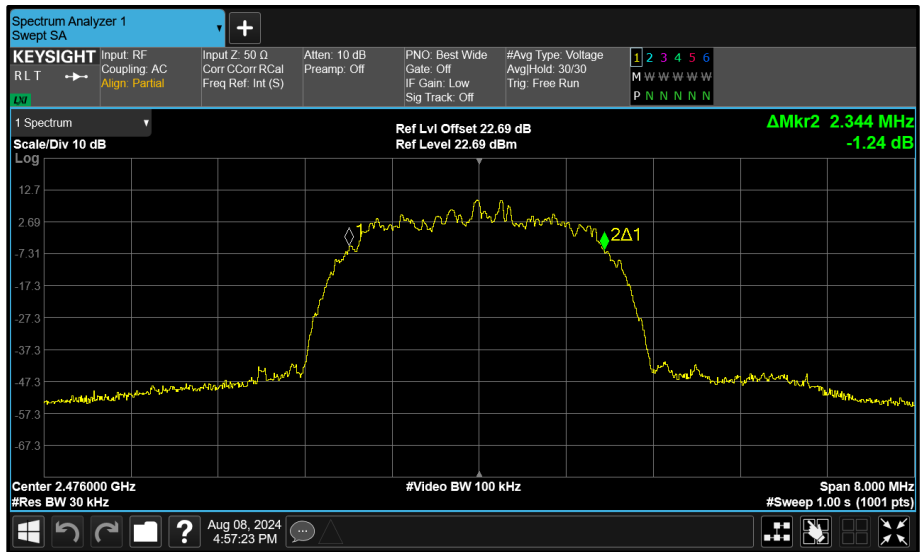 Spectrum Analyzer 1
Swept SA
KEYSIGHT
R L T
LXI
Input: RF
Coupling: AC
Align: Partial
Input Z: 50 Ω
Corr CCorr RCal
Freq Ref: Int (S)
Atten: 10 dB
Preamp: Off
PNO: Best Wide
Gate: Off
IF Gain: Low
Sig Track: Off
#Avg Type: Voltage
Avg|Hold: 30/30
Trig: Free Run
1 2 3 4 5 6
M W W W W W
P N N N N N
1 Spectrum
Scale/Div 10 dB
Ref Lvl Offset 22.69 dB
Ref Level 22.69 dBm
ΔMkr2 2.344 MHz
-1.24 dB
Log
12.7
2.69
-7.31
-17.3
-27.3
-37.3
-47.3
-57.3
-67.3
1
2Δ1
Center 2.476000 GHz
#Video BW 100 kHz
Span 8.000 MHz
#Res BW 30 kHz
#Sweep 1.00 s (1001 pts)
?
Aug 08, 2024
4:57:23 PM